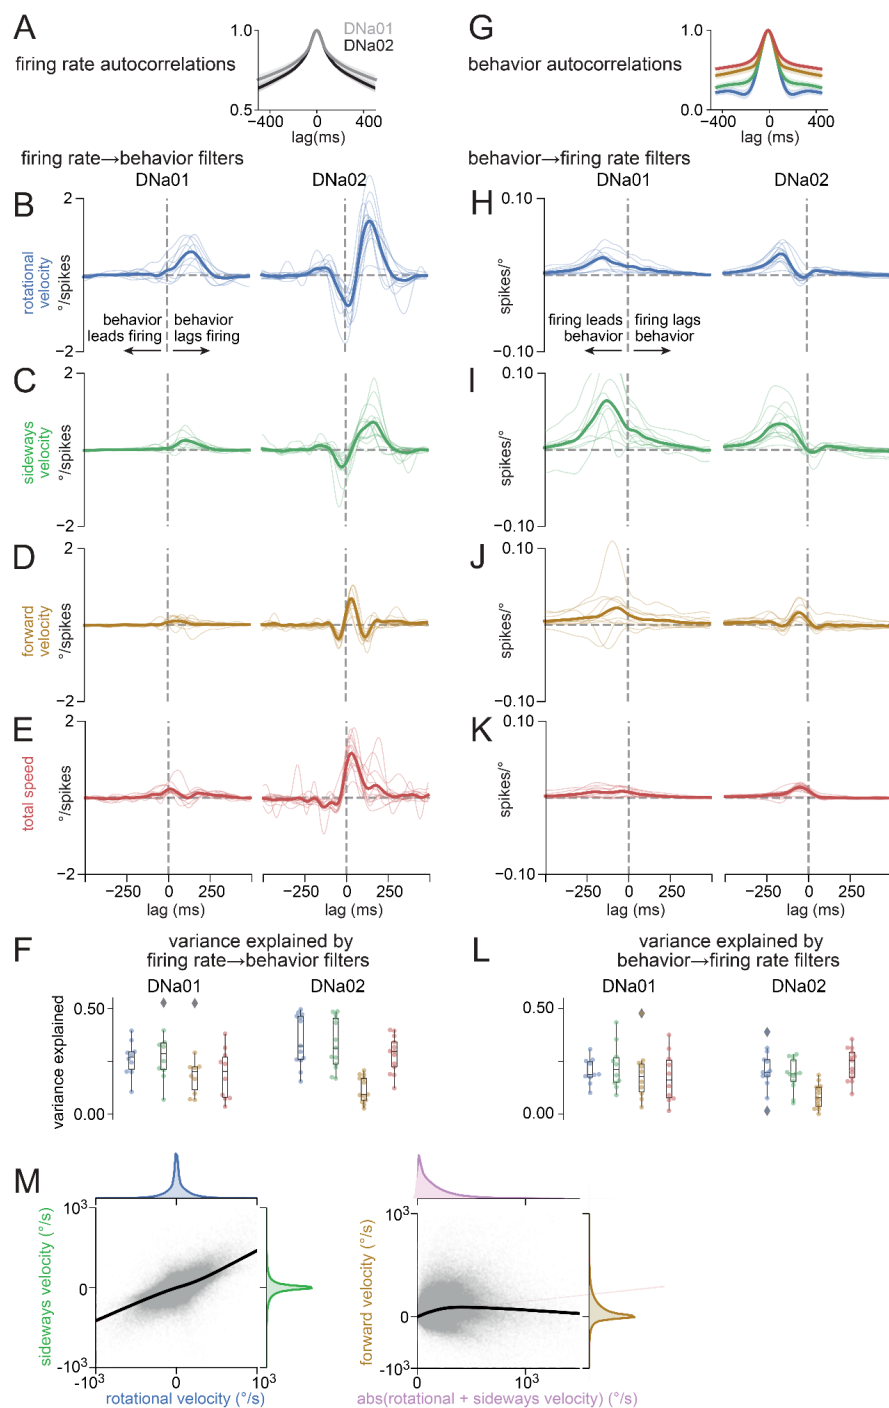 A
firing rate autocorrelations
1.0
0.5
DNa01
DNa02
−400
0
400
lag(ms)
firing rate→behavior filters
DNa01
DNa02
B
rotational
velocity
°/spikes
2
0
−2
behavior
leads firing
behavior
lags firing
C
sideways
velocity
°/spikes
2
0
−2
D
forward
velocity
°/spikes
2
0
−2
E
total speed
°/spikes
2
0
−2
−250
0
250
lag (ms)
−250
0
250
lag (ms)
F
variance explained by
firing rate→behavior filters
DNa01
DNa02
variance explained
0.50
0.00
G
behavior autocorrelations
1.0
0.0
−400
0
400
lag (ms)
behavior→firing rate filters
DNa01
DNa02
H
spikes/°
0.10
0
−0.10
firing leads
behavior
firing lags
behavior
I
spikes/°
0.10
0
−0.10
J
spikes/°
0.10
0
−0.10
K
spikes/°
0.10
0
−0.10
−250
0
250
lag (ms)
−250
0
250
lag (ms)
L
variance explained by
behavior→firing rate filters
DNa01
DNa02
0.50
0.00
M
sideways velocity (°/s)
10³
0
-10³
-10³
0
10³
rotational velocity (°/s)
forward velocity (°/s)
10³
0
-10³
abs(rotational + sideways velocity) (°/s)